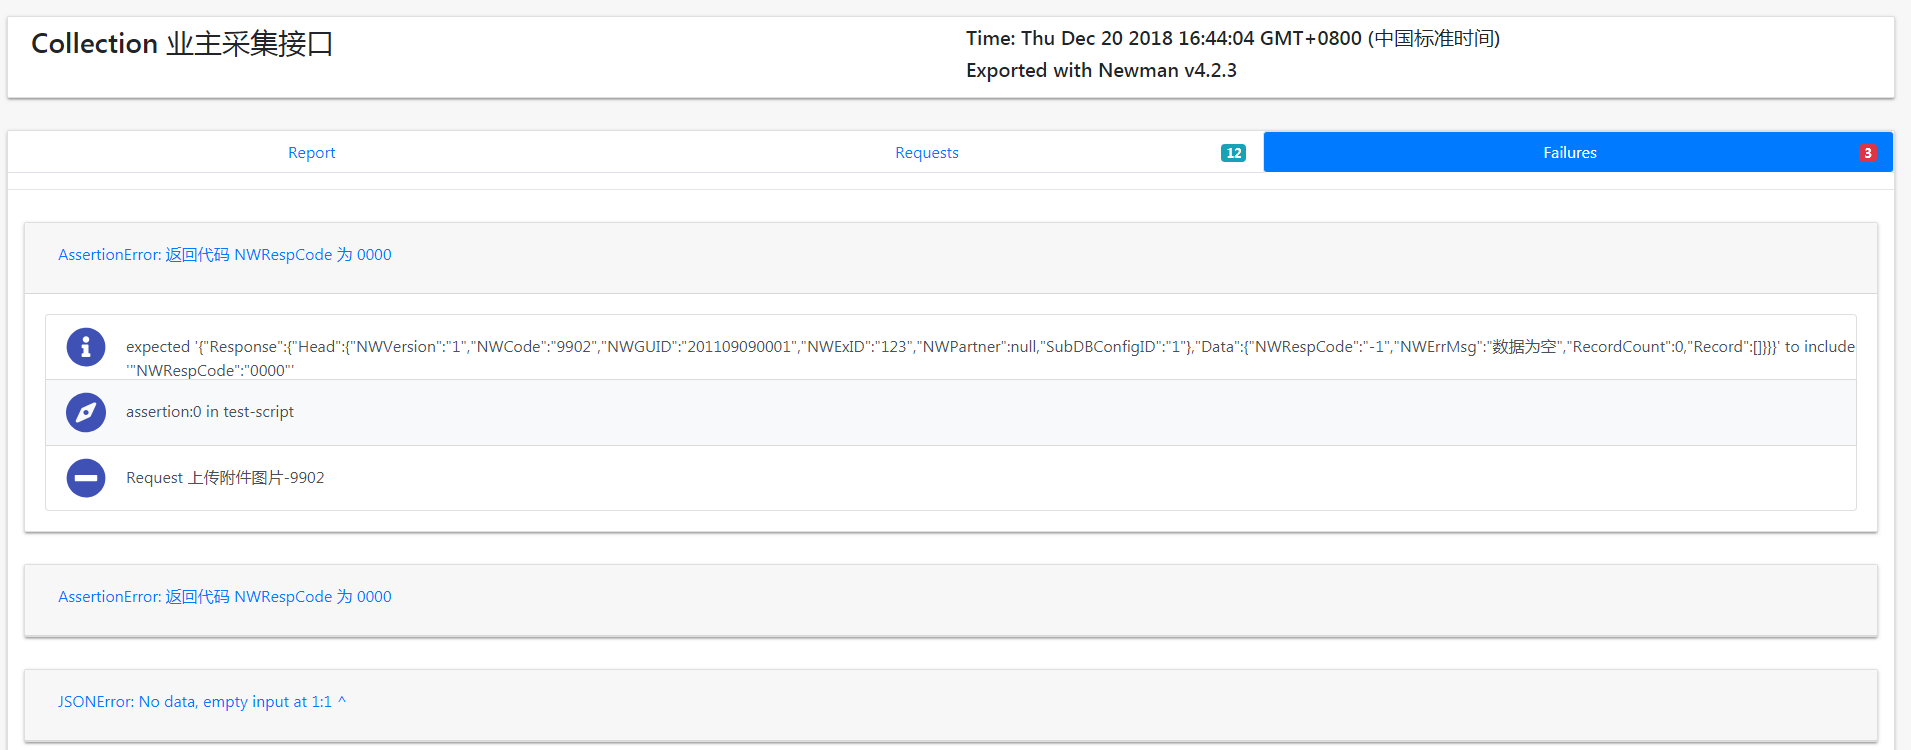 Collection 业主采集接口
Time: Thu Dec 20 2018 16:44:04 GMT+0800 (中国标准时间)
Exported with Newman v4.2.3
Report
Requests
12
Failures
3
AssertionError: 返回代码 NWRespCode 为 0000
expected '{"Response":{"Head":{"NWVersion":"1","NWCode":"9902","NWGUID":"201109090001","NWExID":"123","NWPartner":null,"SubDBConfigID":"1"},"Data":{"NWRespCode":"-1","NWErrMsg":"数据为空","RecordCount":0,"Record":[]}}}' to include
'"NWRespCode":"0000"'
assertion:0 in test-script
Request 上传附件图片-9902
AssertionError: 返回代码 NWRespCode 为 0000
JSONError: No data, empty input at 1:1 ^